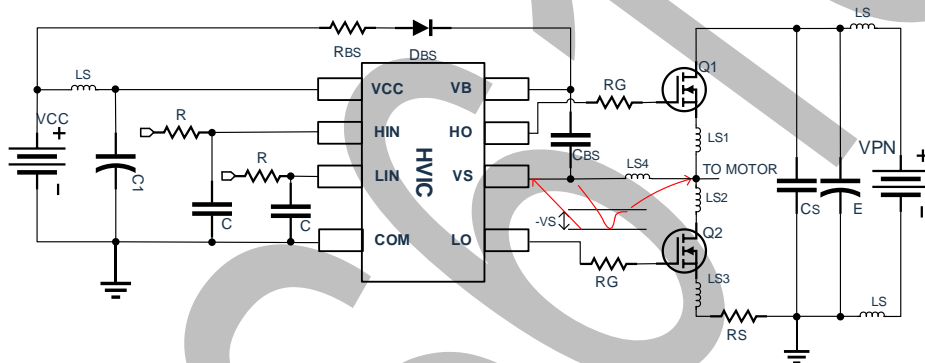 LS
RBS
DBS
Q1
LS
VCC
VB
RG
VCC
+
R
HIN
HO
LS1
CBS
VPN
C1
R
LIN
HVIC
VS
LS4
TO MOTOR
+
LS2
CS
E
C
C
-VS
Q2
COM
LO
LS3
RG
LS
RS